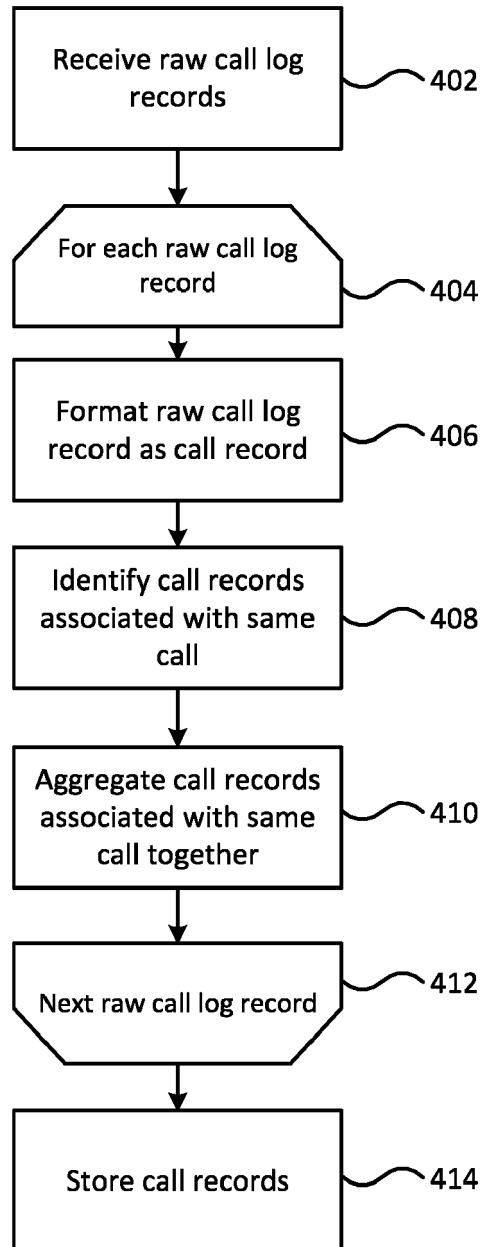 Receive raw call log
records
402
For each raw call log
record
404
Format raw call log
record as call record
406
Identify call records
associated with same
call
408
Aggregate call records
associated with same
call together
410
Next raw call log record
412
Store call records
414